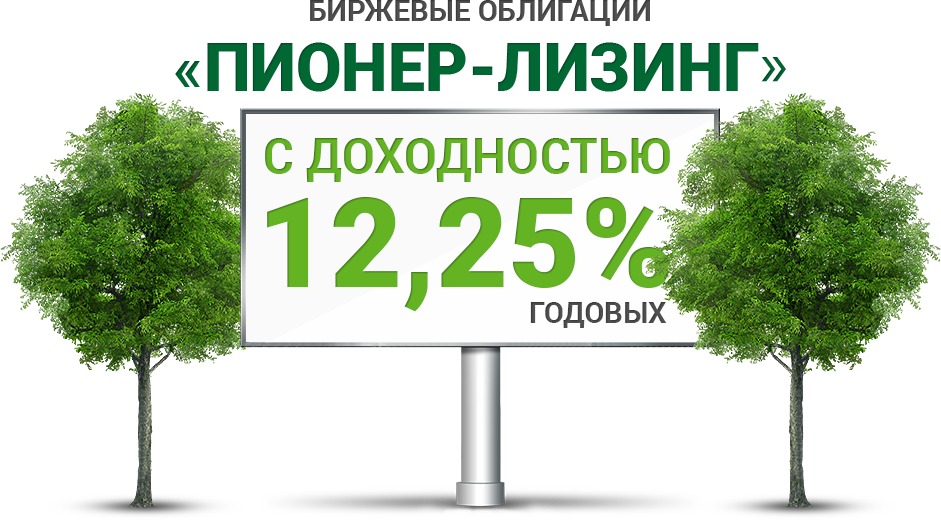 БИРЖЕВЫЕ ОБЛИГАЦИИ
«ПИОНЕР-ЛИЗИНГ»
С ДОХОДНОСТЬЮ
12,25%
ГОДОВЫХ